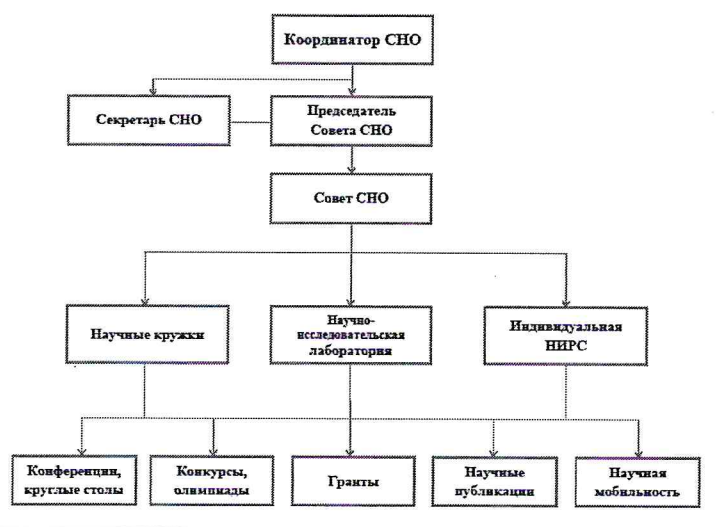 Координатор СНО
Секретарь СНО
Председатель
Совета СНО
Совет СНО
Научные кружки
Научно-
исследовательская
лаборатория
Индивидуальная
НИРС
Конференции,
круглые столы
Конкурсы,
олимпиады
Гранты
Научные
публикации
Научная
мобильность